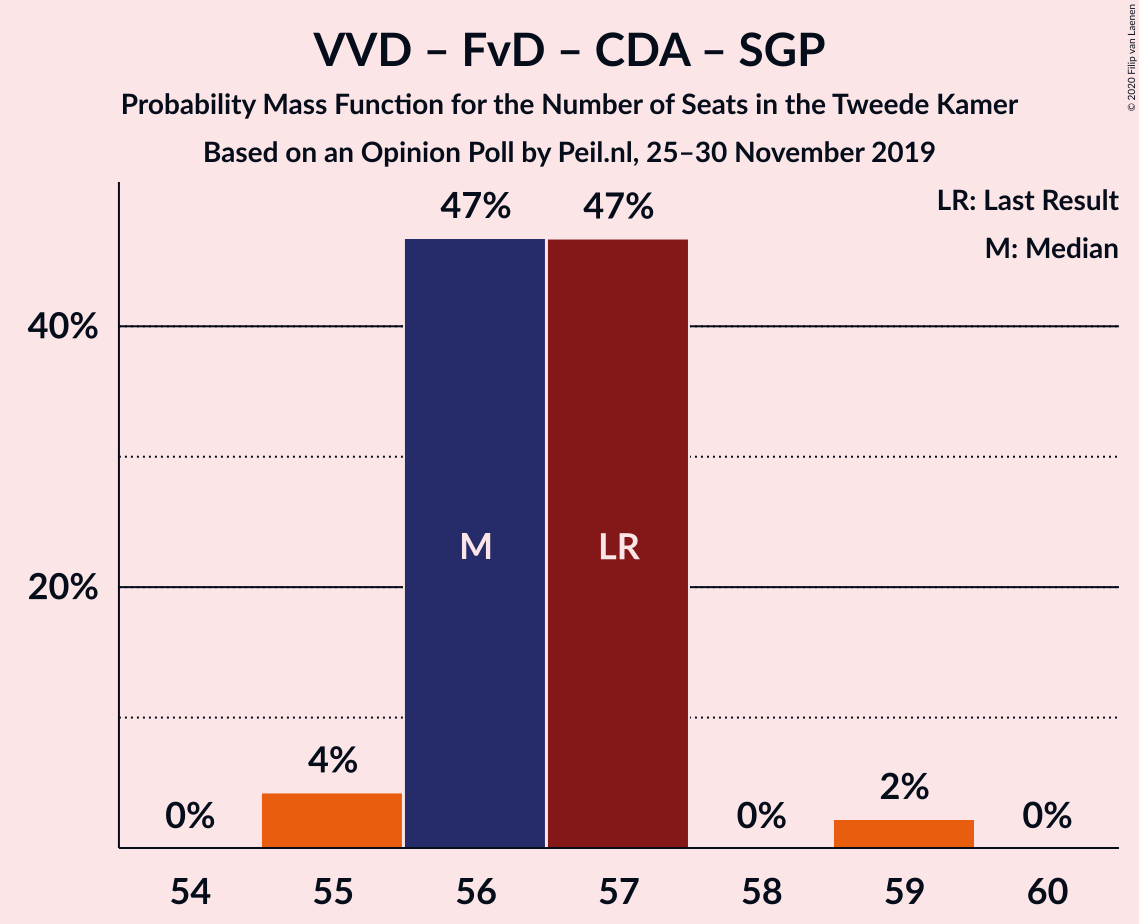 VVD – FvD – CDA – SGP
Probability Mass Function for the Number of Seats in the Tweede Kamer
Based on an Opinion Poll by Peil.nl, 25–30 November 2019
© 2020 Filip van Laenen
LR: Last Result
M: Median
47%
47%
40%
M
LR
20%
4%
2%
0%
0%
0%
54
55
56
57
58
59
60